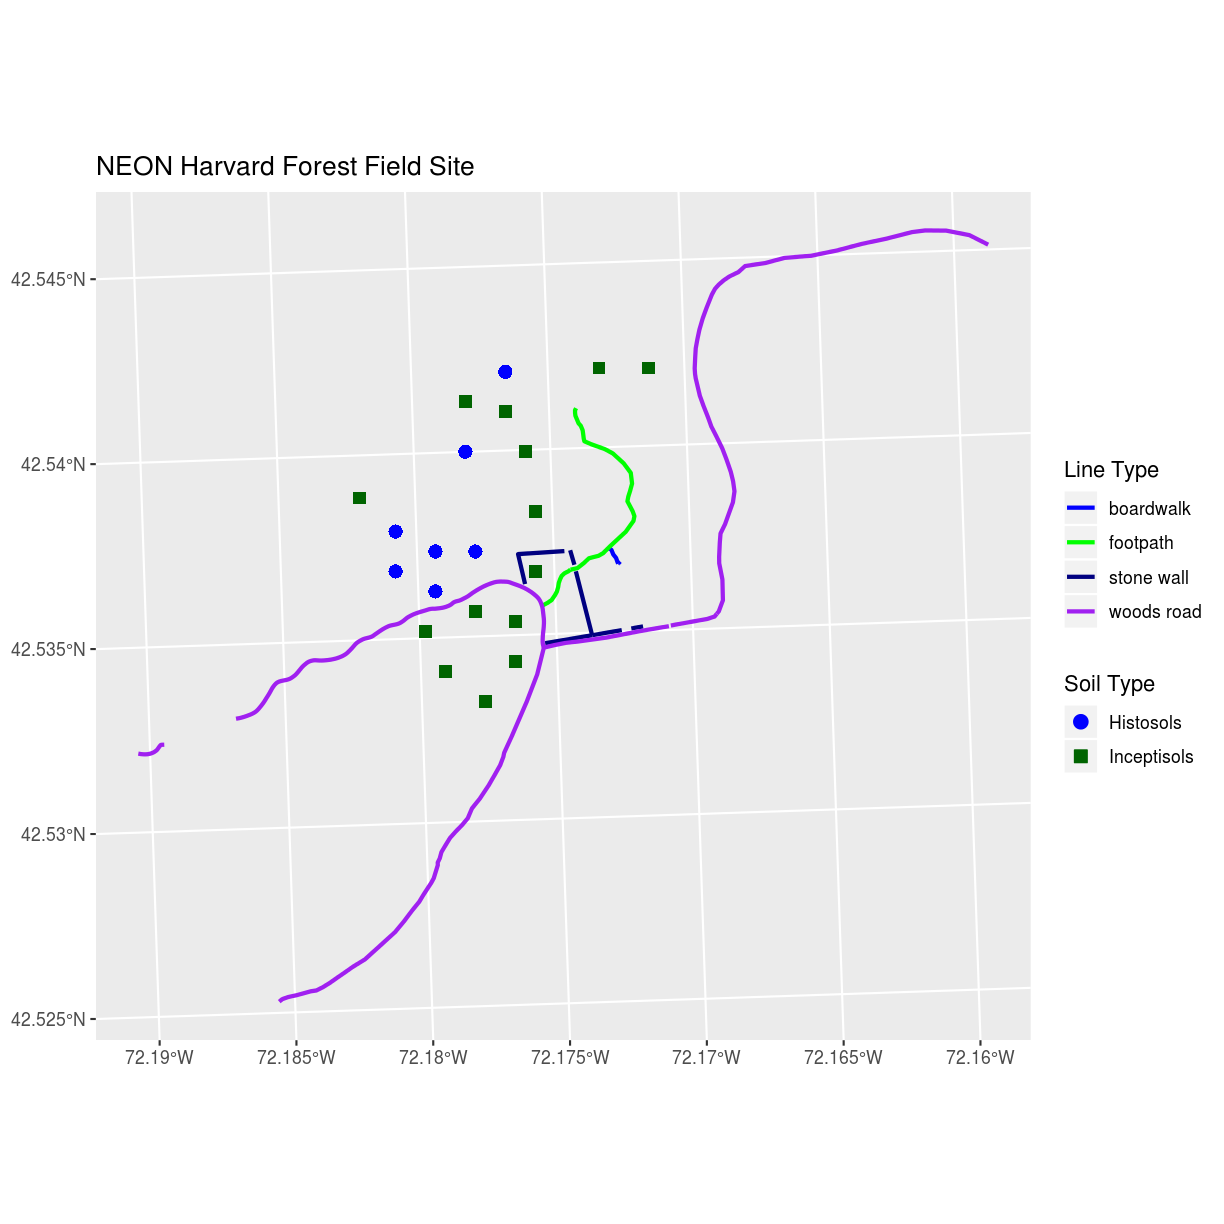 NEON Harvard Forest Field Site
42.545°N
42.54°N
42.535°N
42.53°N
42.525°N
72.19°W 72.185°W 72.18°W 72.175°W 72.17°W 72.165°W 72.16°W
Line Type
boardwalk
footpath
stone wall
woods road
Soil Type
Histosols
Inceptisols